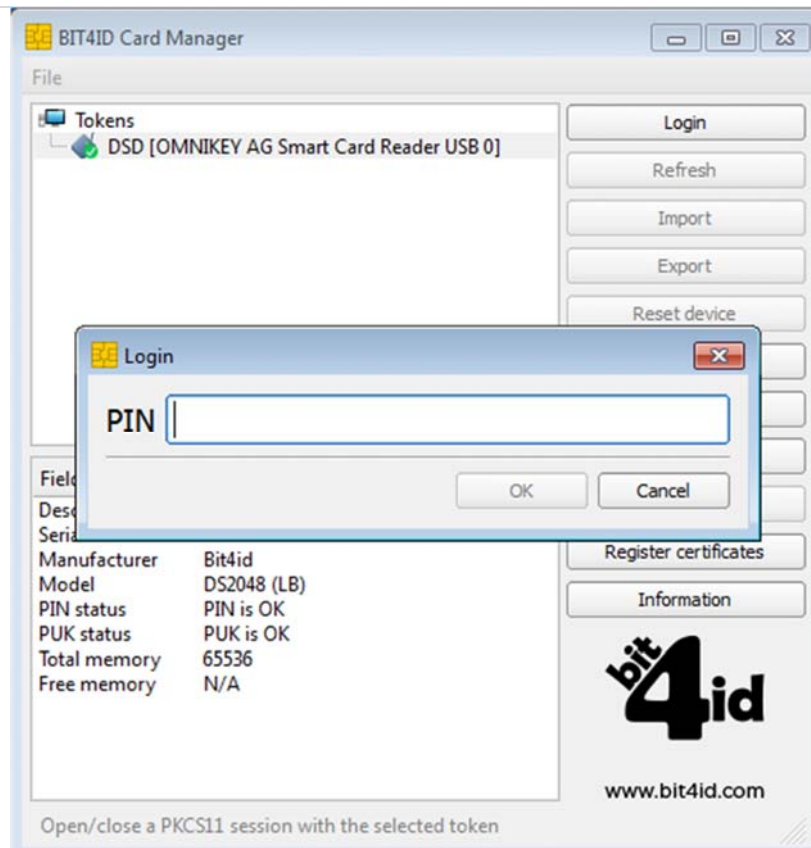 BIT4ID Card Manager
File
Tokens
DSD [OMNIKEY AG Smart Card Reader USB 0]
Login
Refresh
Import
Export
Reset device
Login
PIN
OK
Cancel
Manufacturer Bit4id
Model DS2048 (LB)
PIN status PIN is OK
PUK status PUK is OK
Total memory 65536
Free memory N/A
Register certificates
Information
bit
4id
www.bit4id.com
Open/close a PKCS11 session with the selected token